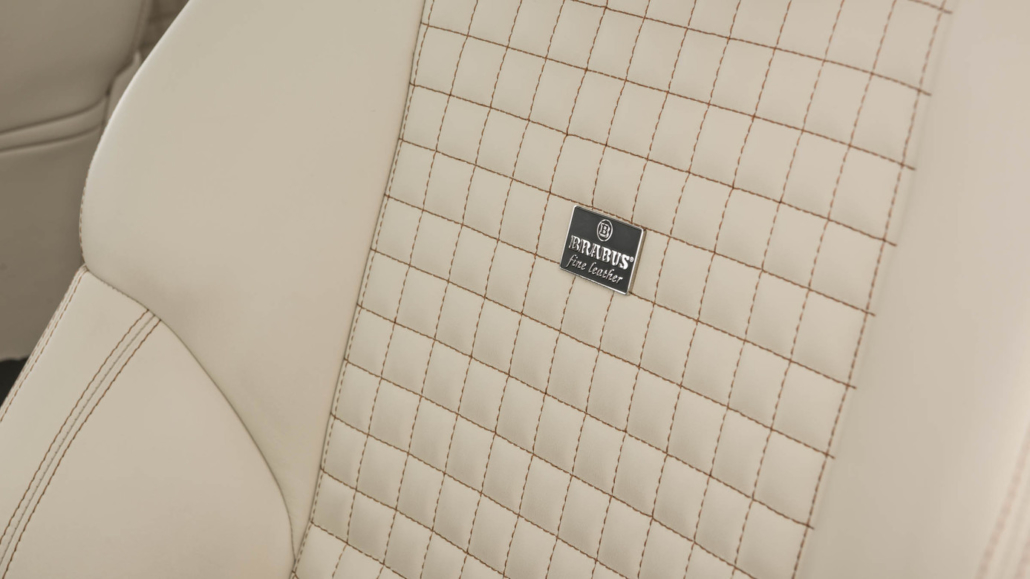 B
BRABUS®
fine leather